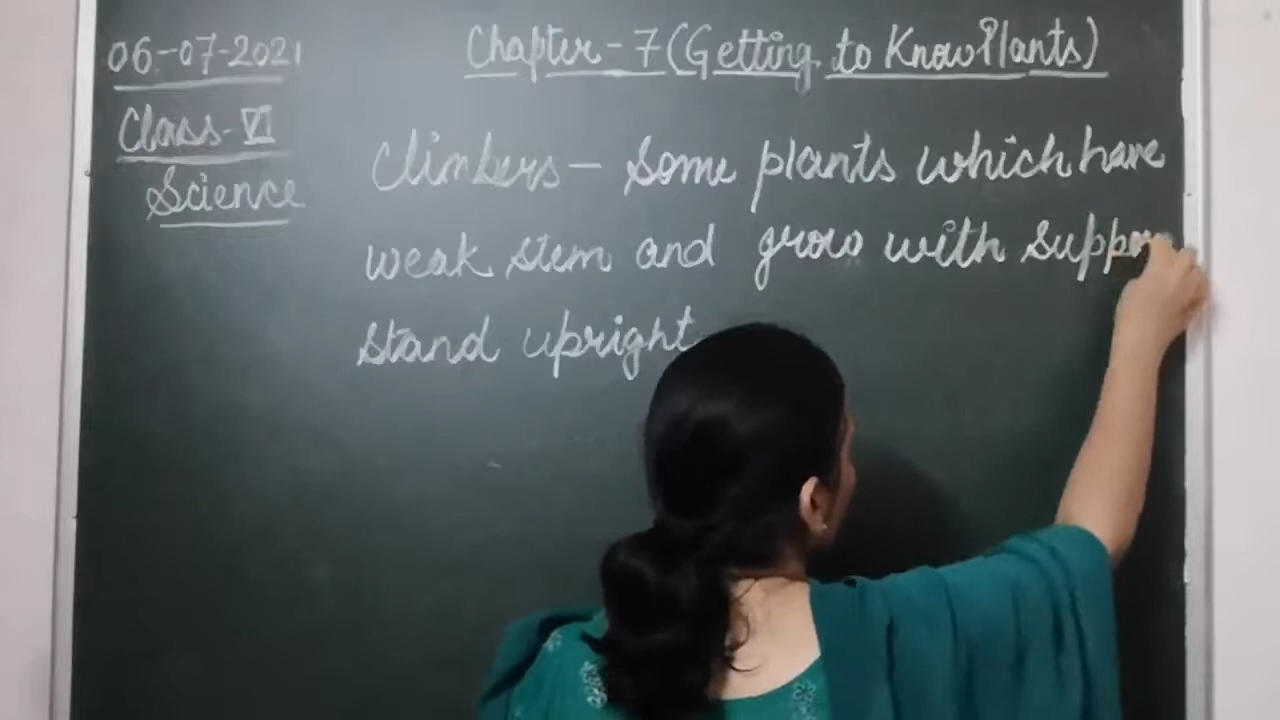 06-07-2021
Class-VI
Science
Chapter-7 (Getting to Know Plants)
Climbers – Some plants which have
weak stem and grow with
stand upright